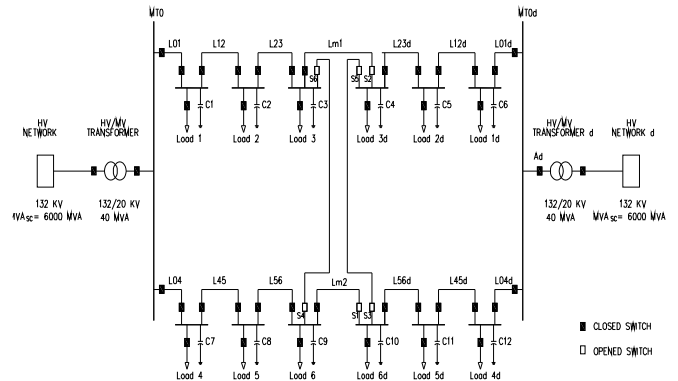 MTO MTOd
L01 L12 L23 Lm1 L23d L12d L01d
S6 S5 S2
C1 C2 C3 C4 C5 C6
Load 1 Load 2 Load 3 Load 3d Load 2d Load 1d
HV
NETWORK
HV/MV
TRANSFORMER
HV/MV
TRANSFORMER d
HV
NETWORK d
Ad
132 KV
MVAsc= 6000 MVA
132/20 KV
40 MVA
132/20 KV
40 MVA
132 KV
MVAsc= 6000 MVA
L04 L45 L56 Lm2 L56d L45d L04d
S4 S1 S3
C7 C8 C9 C10 C11 C12
Load 4 Load 5 Load 6 Load 6d Load 5d Load 4d
CLOSED SWITCH
OPENED SWITCH